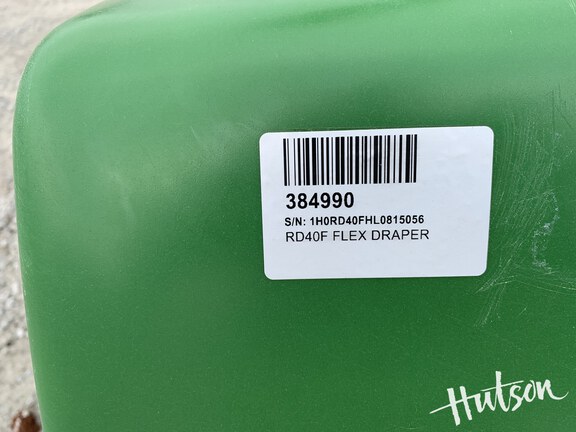 384990
S/N: 1H0RD40FHL0815056
RD40F FLEX DRAPER
Hutson